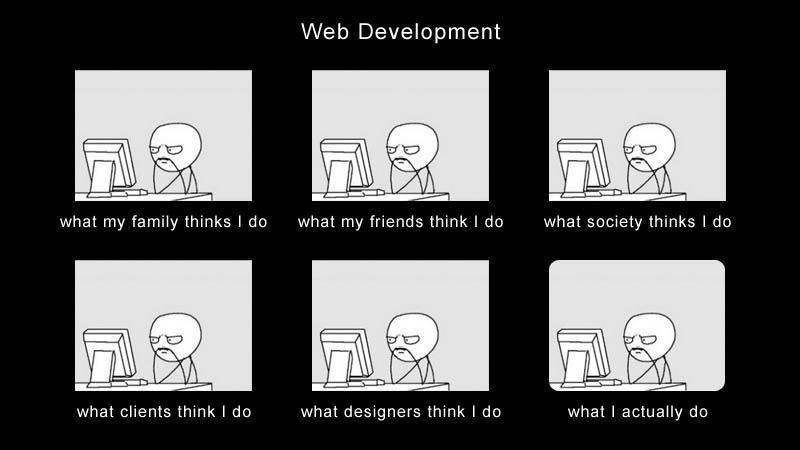 Web Development
what my family thinks I do
what my friends think I do
what society thinks I do
what clients think I do
what designers think I do
what I actually do